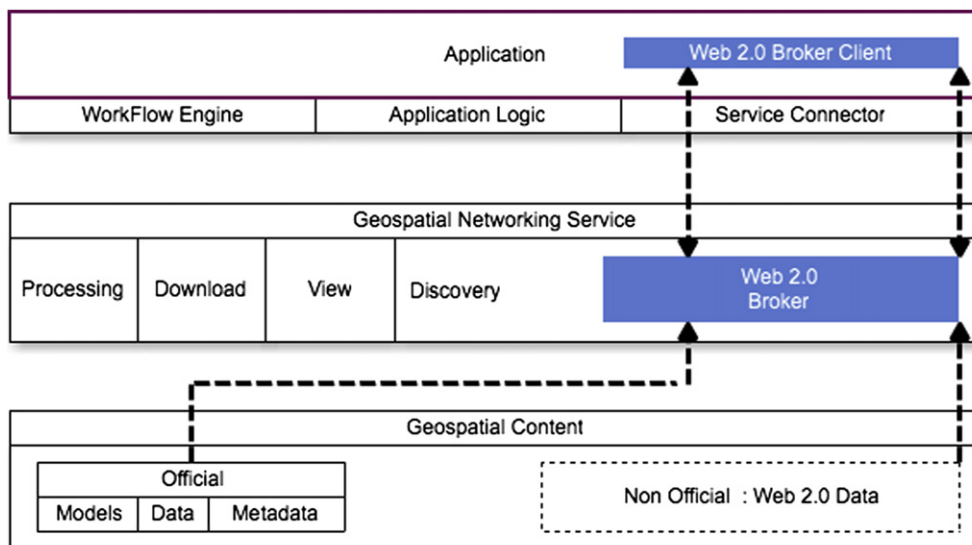 Application
Web 2.0 Broker Client
WorkFlow Engine
Application Logic
Service Connector
Geospatial Networking Service
Processing
Download
View
Discovery
Web 2.0
Broker
Geospatial Content
Official
Models
Data
Metadata
Non Official : Web 2.0 Data